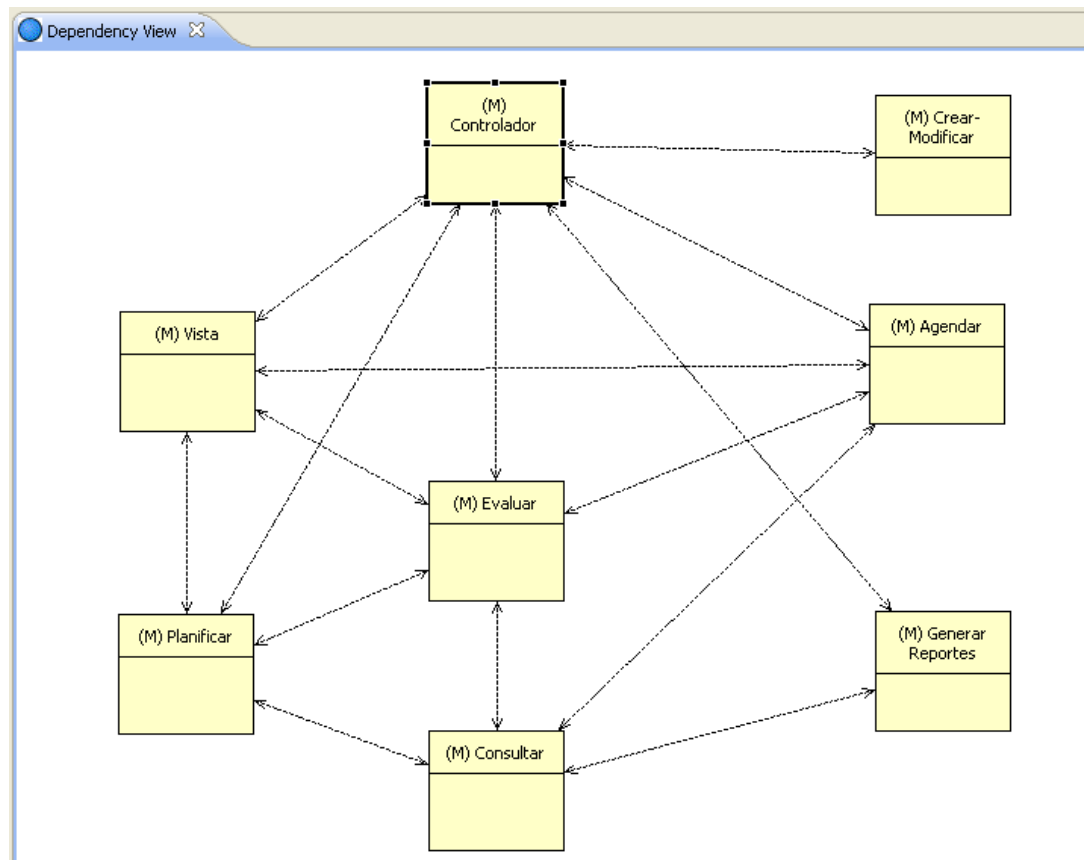 Dependency View
(M)
Controlador
(M) Crear-
Modificar
(M) Vista
(M) Agendar
(M) Evaluar
(M) Planificar
(M) Generar
Reportes
(M) Consultar